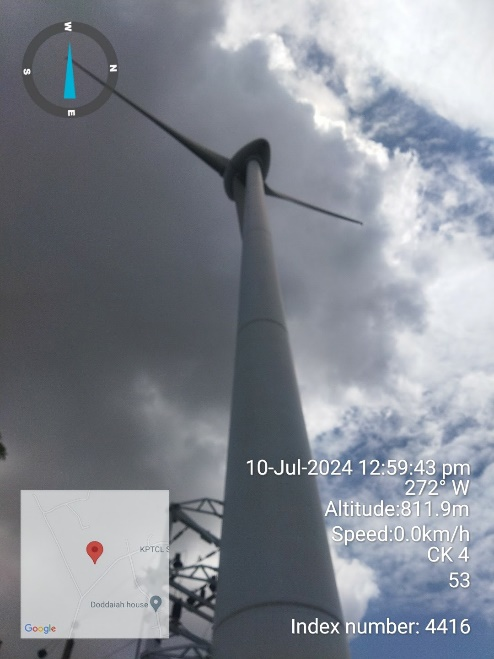 W
S
N
E
10-Jul-2024 12:59:43 pm
272° W
Altitude:811.9m
Speed:0.0km/h
CK 4
53
KPTCL S
Doddaiah house
Google
Index number: 4416